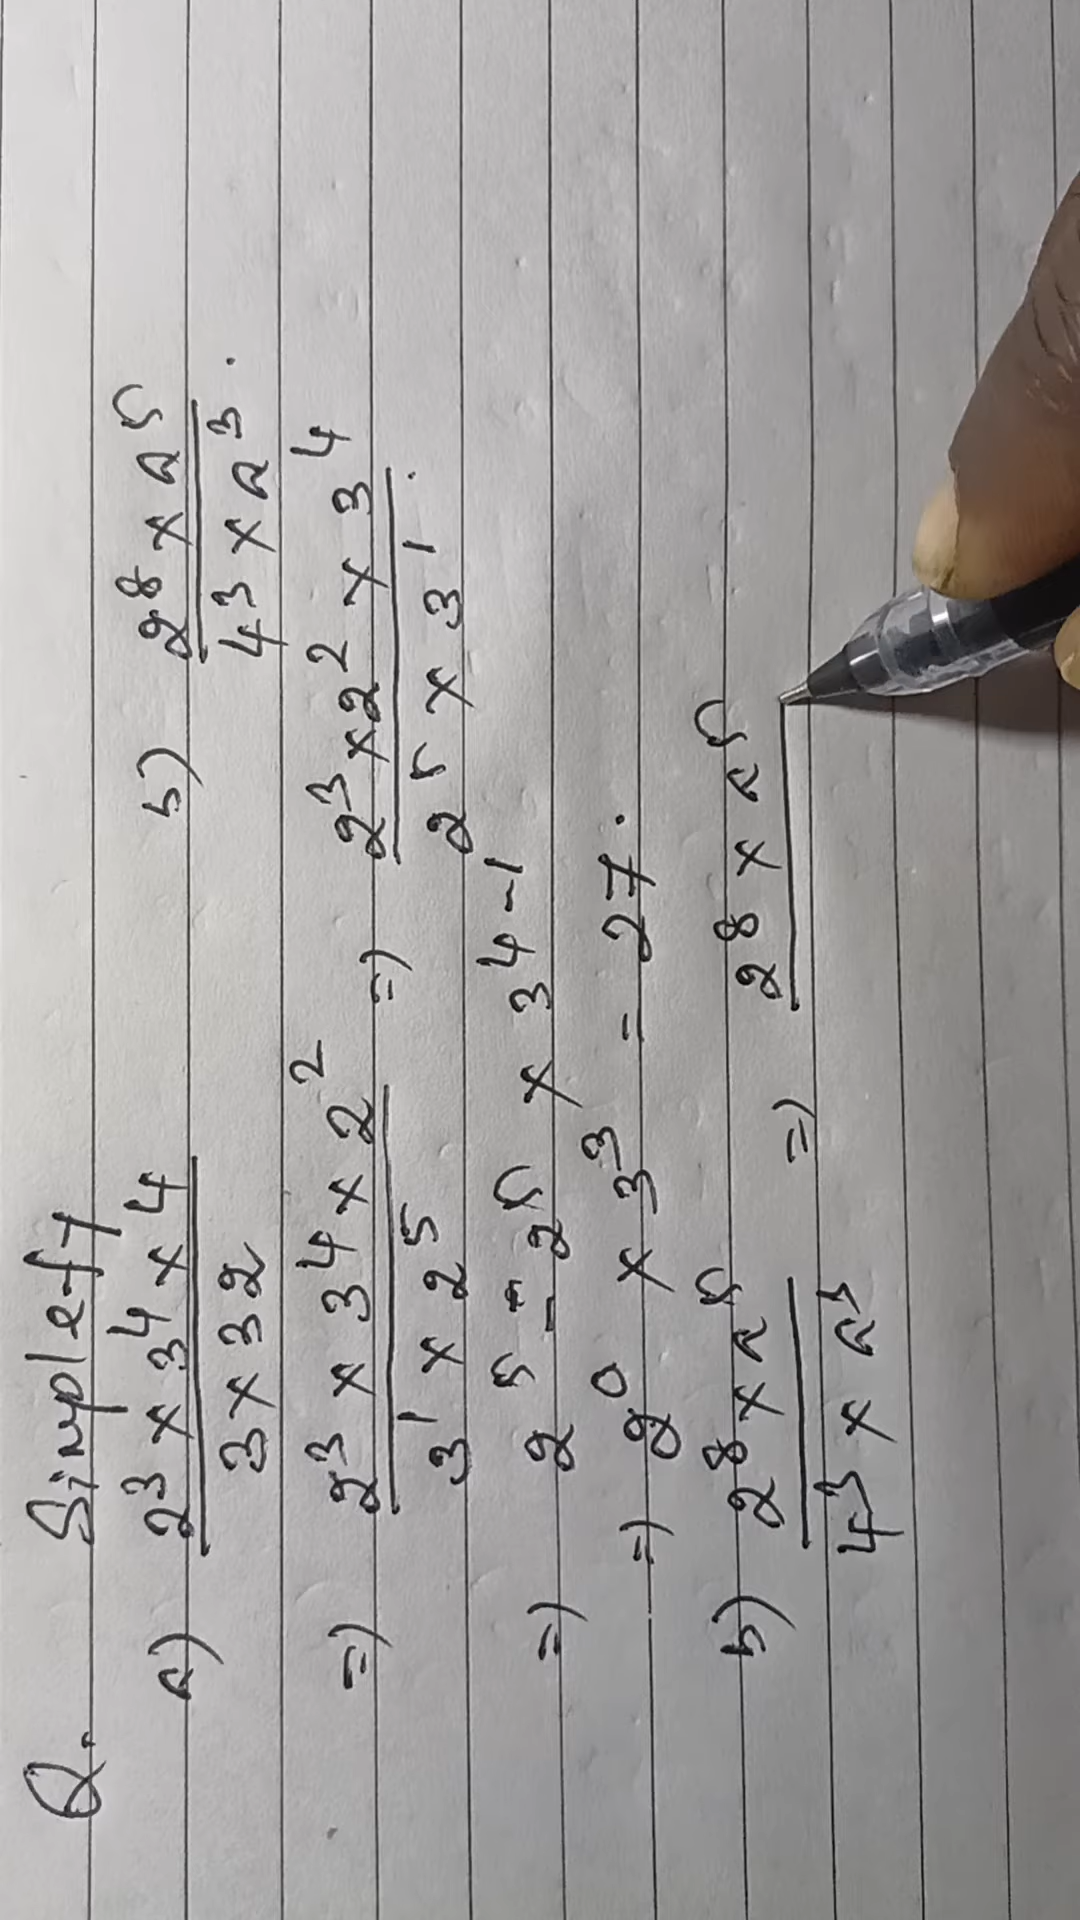 Q. Simplefy
a) 2³ × 3⁴ × 4 / 3 × 32    b) 2⁸ × a⁵ / 4³ × a³.
=) 2³ × 3⁴ × 2² / 3¹ × 2⁵ =) 2³ × 2² × 3⁴ / 2⁵ × 3¹.
=) 2⁵ - 2⁵ × 3⁴⁻¹
=) 2⁰ × 3³ = 27.
b) 2⁸ × a⁵ / 4³ × a³ =) 2⁸ × a⁵